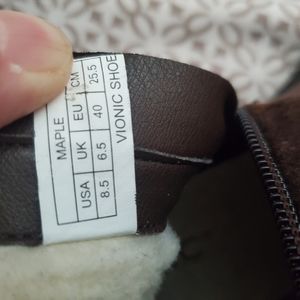 MAPLE
USA UK EU CM
8.5 6.5 40 25.5
VIONIC SHOE